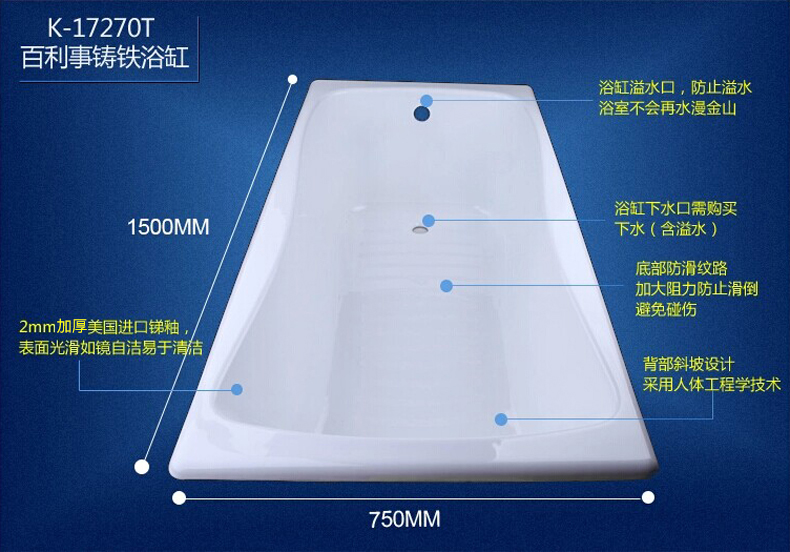 K-17270T
百利事铸铁浴缸
浴缸溢水口，防止溢水
浴室不会再水漫金山
1500MM
浴缸下水口需购买
下水（含溢水）
底部防滑纹路
加大阻力防止滑倒
避免碰伤
2mm加厚美国进口锑釉，
表面光滑如镜自洁易于清洁
背部斜坡设计
采用人体工程学技术
750MM